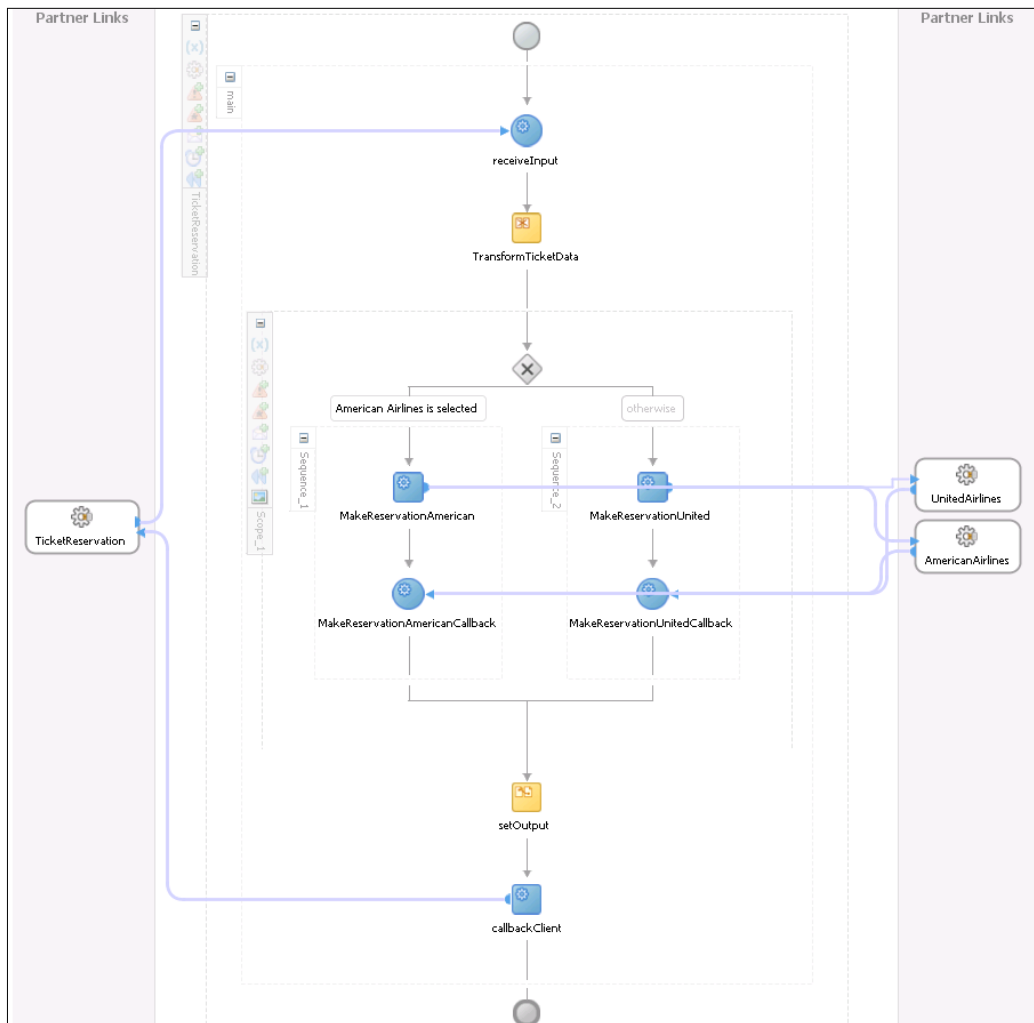 Partner Links
Partner Links
main
receiveInput
TicketReservation
TransformTicketData
American Airlines is selected
otherwise
Sequence_1
Sequence_2
MakeReservationAmerican
MakeReservationUnited
UnitedAirlines
Scope_1
TicketReservation
AmericanAirlines
MakeReservationAmericanCallback
MakeReservationUnitedCallback
setOutput
callbackClient